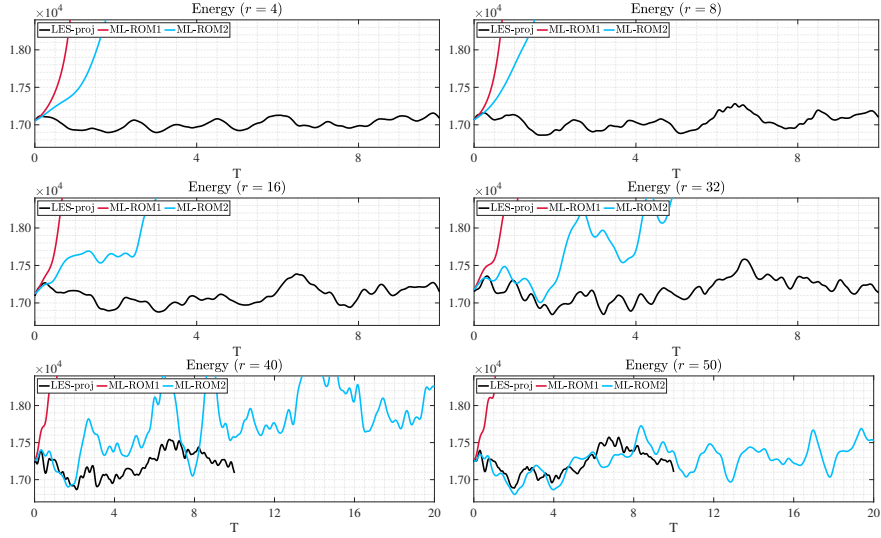 Energy (r = 4)
×10⁴
LES-proj ML-ROM1 ML-ROM2
1.80
1.75
1.70
0 4 8
T
Energy (r = 8)
×10⁴
LES-proj ML-ROM1 ML-ROM2
1.80
1.75
1.70
0 4 8
T
Energy (r = 16)
×10⁴
LES-proj ML-ROM1 ML-ROM2
1.80
1.75
1.70
0 4 8
T
Energy (r = 32)
×10⁴
LES-proj ML-ROM1 ML-ROM2
1.80
1.75
1.70
0 4 8
T
Energy (r = 40)
×10⁴
LES-proj ML-ROM1 ML-ROM2
1.80
1.75
1.70
0 4 8 12 16 20
T
Energy (r = 50)
×10⁴
LES-proj ML-ROM1 ML-ROM2
1.80
1.75
1.70
0 4 8 12 16 20
T